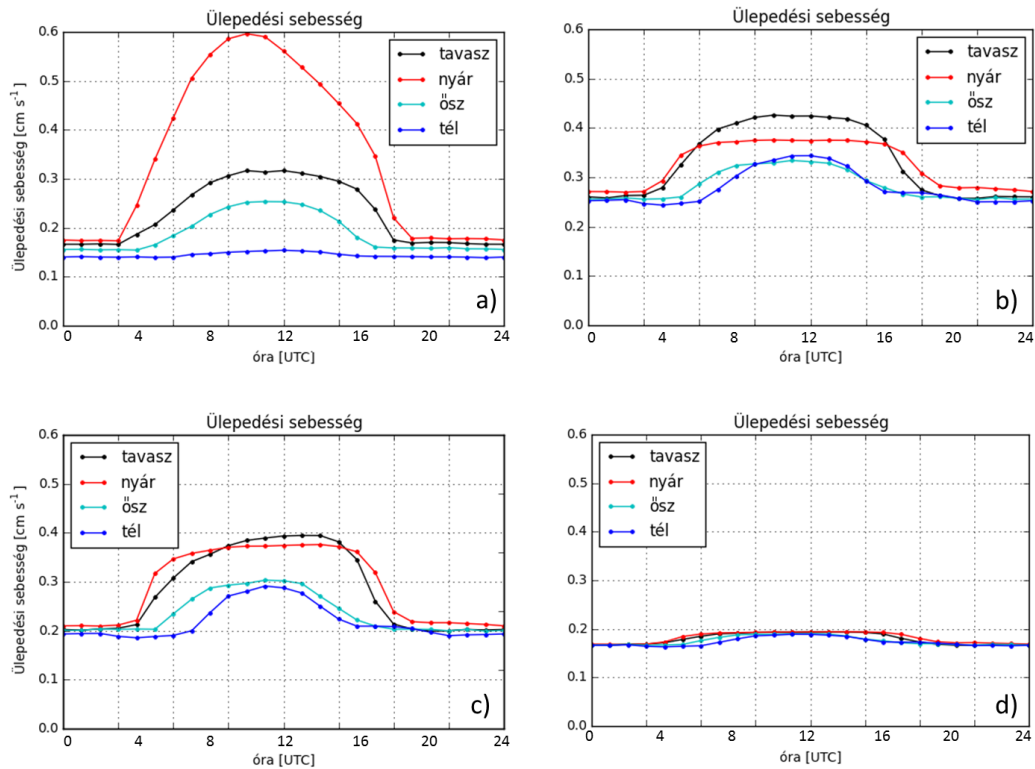 Ülepedési sebesség
0.6
0.5
0.4
0.3
0.2
0.1
0.0
Ülepedési sebesség [cm s⁻¹]
tavasz
nyár
ősz
tél
a)
0 4 8 12 16 20 24
óra [UTC]
Ülepedési sebesség
0.6
0.5
0.4
0.3
0.2
0.1
0.0
tavasz
nyár
ősz
tél
b)
0 4 8 12 16 20 24
óra [UTC]
Ülepedési sebesség
0.6
0.5
0.4
0.3
0.2
0.1
0.0
Ülepedési sebesség [cm s⁻¹]
tavasz
nyár
ősz
tél
c)
0 4 8 12 16 20 24
óra [UTC]
Ülepedési sebesség
0.6
0.5
0.4
0.3
0.2
0.1
0.0
tavasz
nyár
ősz
tél
d)
0 4 8 12 16 20 24
óra [UTC]